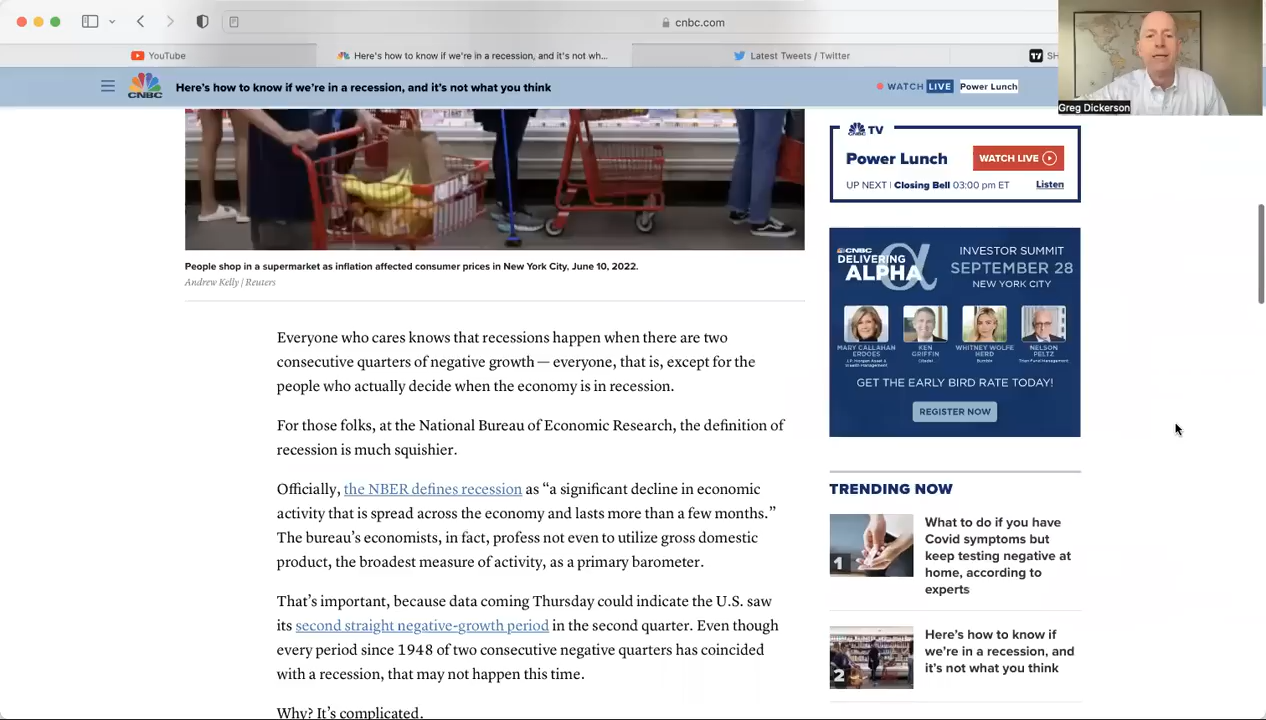 cnbc.com
YouTube
Here's how to know if we're in a recession, and it's not wh...
Latest Tweets / Twitter
SH
Greg Dickerson
CNBC
Here's how to know if we're in a recession, and it's not what you think
WATCH LIVE
Power Lunch
TV
Power Lunch
WATCH LIVE
UP NEXT | Closing Bell 03:00 pm ET
Listen
People shop in a supermarket as inflation affected consumer prices in New York City, June 10, 2022.
Andrew Kelly | Reuters
Everyone who cares knows that recessions happen when there are two
consecutive quarters of negative growth — everyone, that is, except for the
people who actually decide when the economy is in recession.
For those folks, at the National Bureau of Economic Research, the definition of
recession is much squishier.
Officially, the NBER defines recession as “a significant decline in economic
activity that is spread across the economy and lasts more than a few months.”
The bureau's economists, in fact, profess not even to utilize gross domestic
product, the broadest measure of activity, as a primary barometer.
That's important, because data coming Thursday could indicate the U.S. saw
its second straight negative-growth period in the second quarter. Even though
every period since 1948 of two consecutive negative quarters has coincided
with a recession, that may not happen this time.
Why? It's complicated.
CNBC
DELIVERING
ALPHA
α
INVESTOR SUMMIT
SEPTEMBER 28
NEW YORK CITY
MARY CALLAHAN
ERDOES
J.P. Morgan Asset &
Wealth Management
KEN
GRIFFIN
Citadel
WHITNEY WOLFE
HERD
Bumble
NELSON
PELTZ
Trian Fund Management
GET THE EARLY BIRD RATE TODAY!
REGISTER NOW
TRENDING NOW
1
What to do if you have
Covid symptoms but
keep testing negative at
home, according to
experts
2
Here's how to know if
we're in a recession, and
it's not what you think